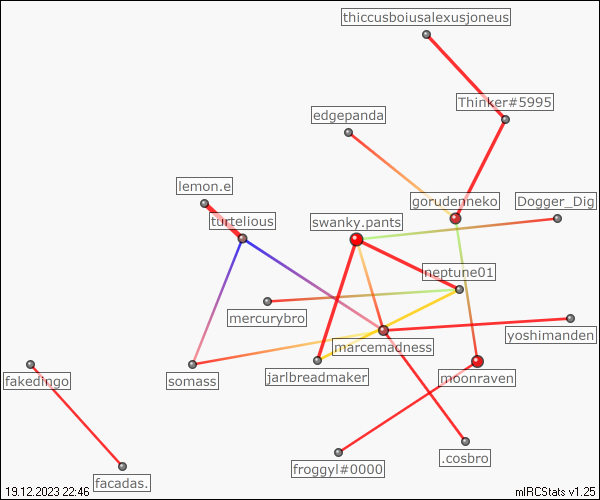 thiccusboiusalexusjoneus
Thinker#5995
edgepanda
lemon.e
gorudenneko
Dogger_Dig
turtelious
swanky.pants
neptune01
mercurybro
yoshimanden
marcemadness
fakedingo
somass
jarlbreadmaker
moonraven
.cosbro
froggyl#0000
facadas.
19.12.2023 22:46
mIRCStats v1.25